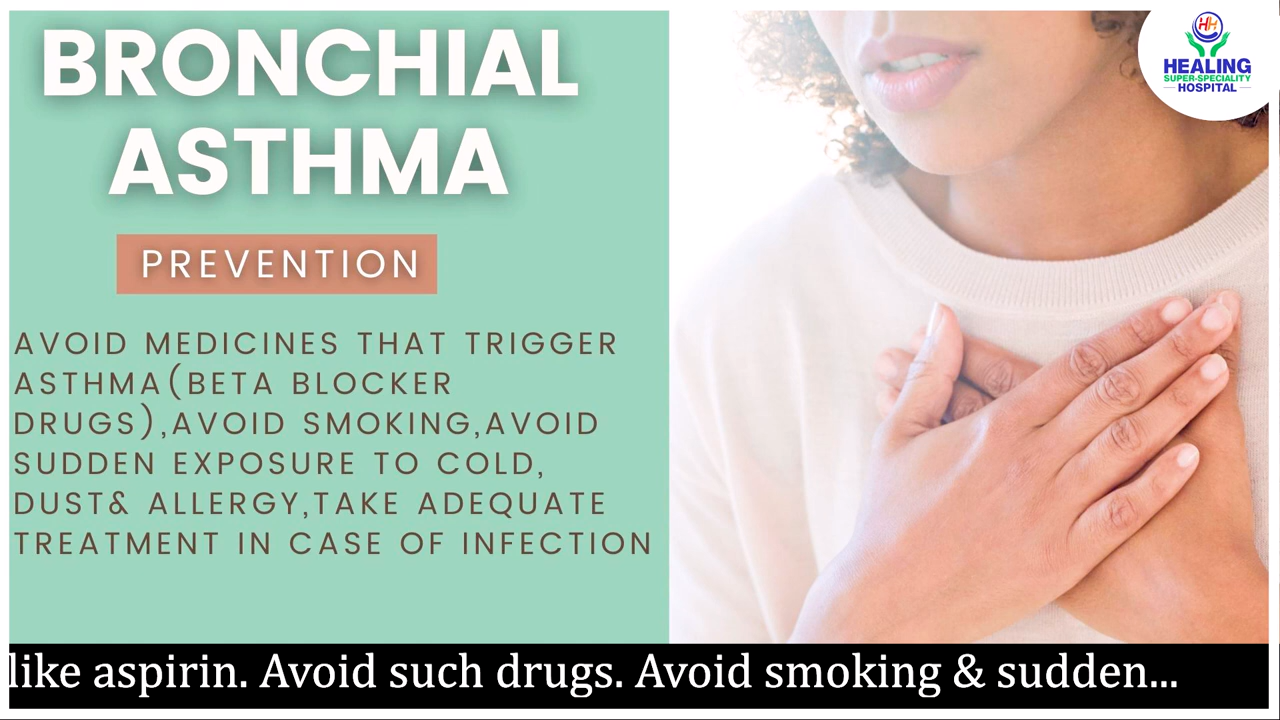 BRONCHIAL
ASTHMA
PREVENTION
AVOID MEDICINES THAT TRIGGER
ASTHMA(BETA BLOCKER
DRUGS),AVOID SMOKING,AVOID
SUDDEN EXPOSURE TO COLD,
DUST& ALLERGY,TAKE ADEQUATE
TREATMENT IN CASE OF INFECTION
HH
HEALING
SUPER-SPECIALITY
HOSPITAL
like aspirin. Avoid such drugs. Avoid smoking & sudden...